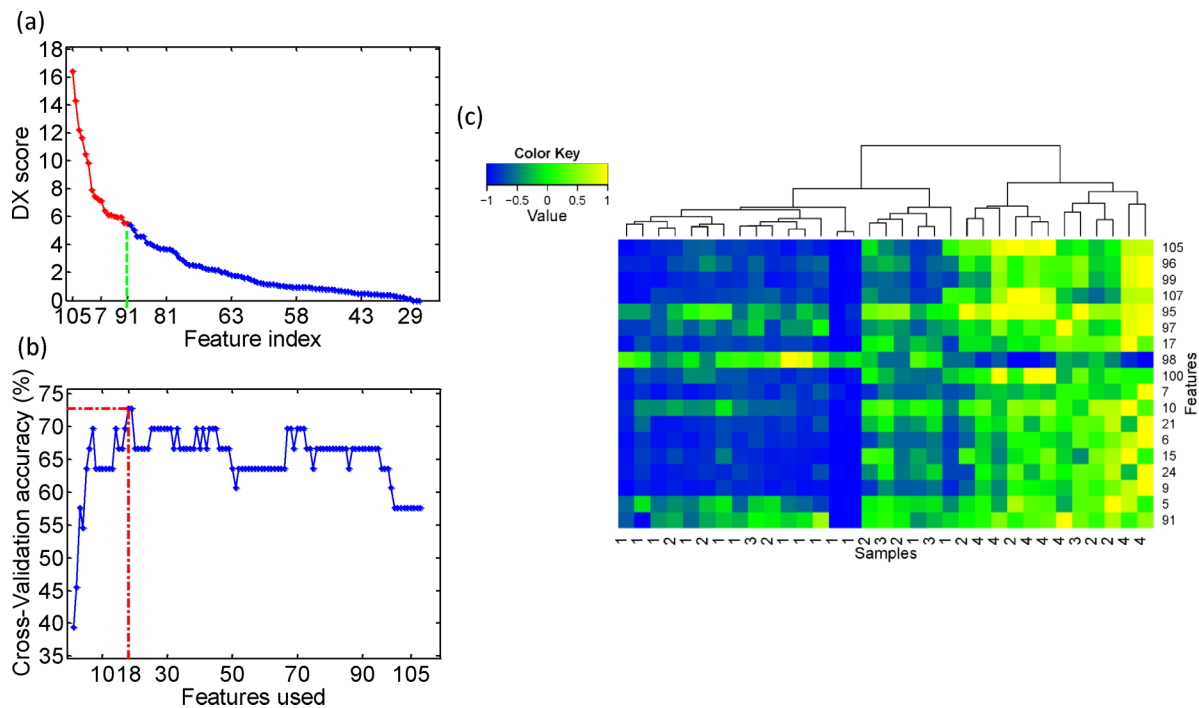 (a)
18
16
14
12
10
8
6
4
2
0
DX score
105 7 91 81 63 58 43 29
Feature index
(b)
75
70
65
60
55
50
45
40
35
Cross-Validation accuracy (%)
10 18 30 50 70 90 105
Features used
(c)
Color Key
-1 -0.5 0 0.5 1
Value
105
96
99
107
95
97
17
98
100
7
10
21
6
15
24
9
5
91
Features
1 1 1 2 1 2 1 1 3 2 1 1 1 1 1 2 3 2 1 3 1 2 4 4 2 4 4 4 3 2 2 4 4
Samples